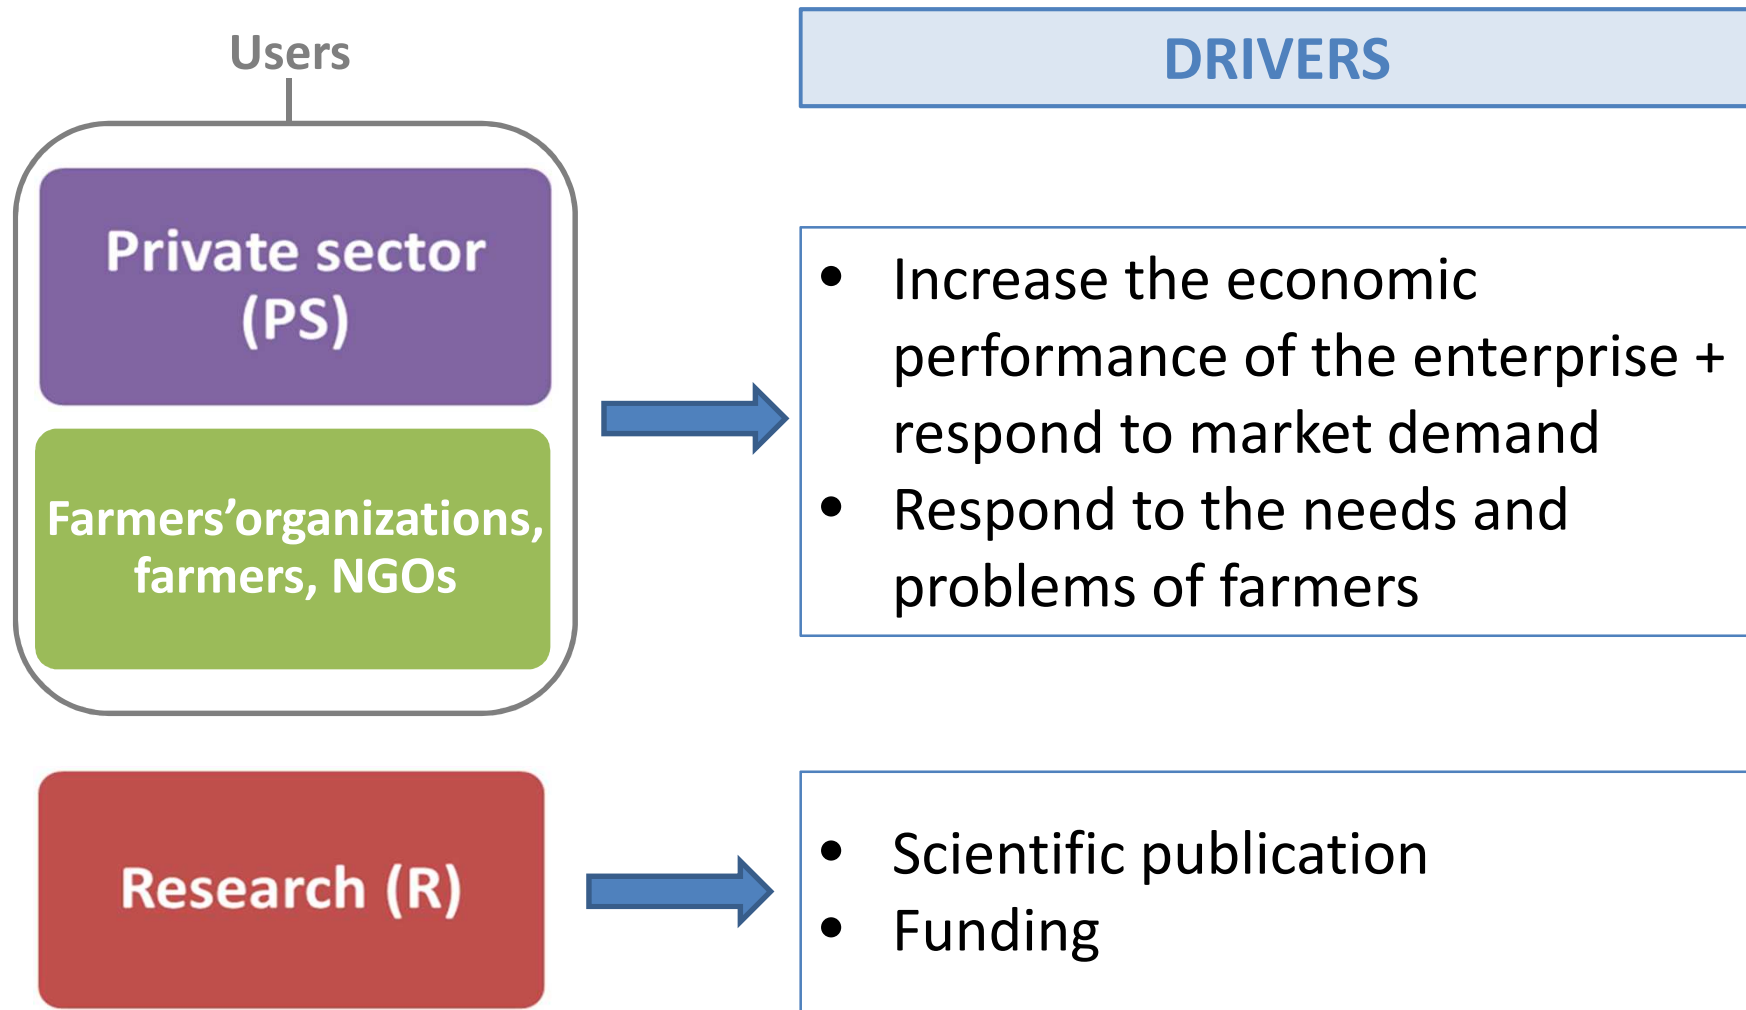 Users
DRIVERS
Private sector
(PS)
Farmers’organizations,
farmers, NGOs
• Increase the economic
performance of the enterprise +
respond to market demand
• Respond to the needs and
problems of farmers
Research (R)
• Scientific publication
• Funding